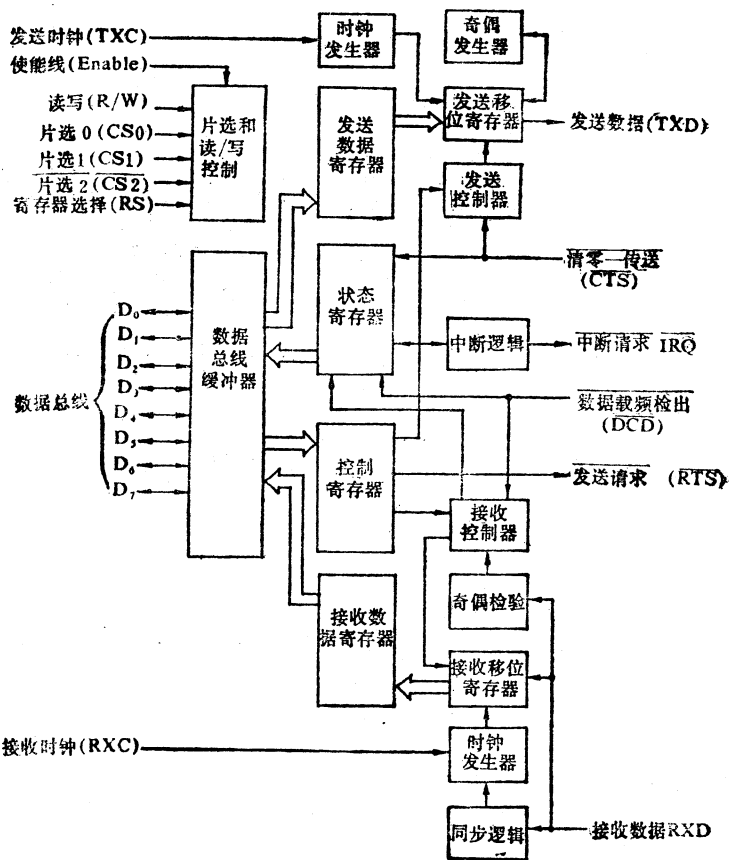 发送时钟(TXC)
使能线(Enable)
读写(R/W)
片选0(CS0)
片选1(CS1)
片选2(CS2)
寄存器选择(RS)
时钟
发生器
奇偶
发生器
片选和
读/写
控制
发送
数据
寄存器
发送移
位寄存器
发送数据(TXD)
发送
控制器
清零—传送
(CTS)
数据总线
D0
D1
D2
D3
D4
D5
D6
D7
数据
总线
缓冲器
状态
寄存器
中断逻辑
中断请求 IRQ
数据载频检出
(DCD)
控制
寄存器
发送请求 (RTS)
接收
控制器
奇偶检验
接收数
据寄存器
接收移位
寄存器
接收时钟(RXC)
时钟
发生器
同步逻辑
接收数据RXD